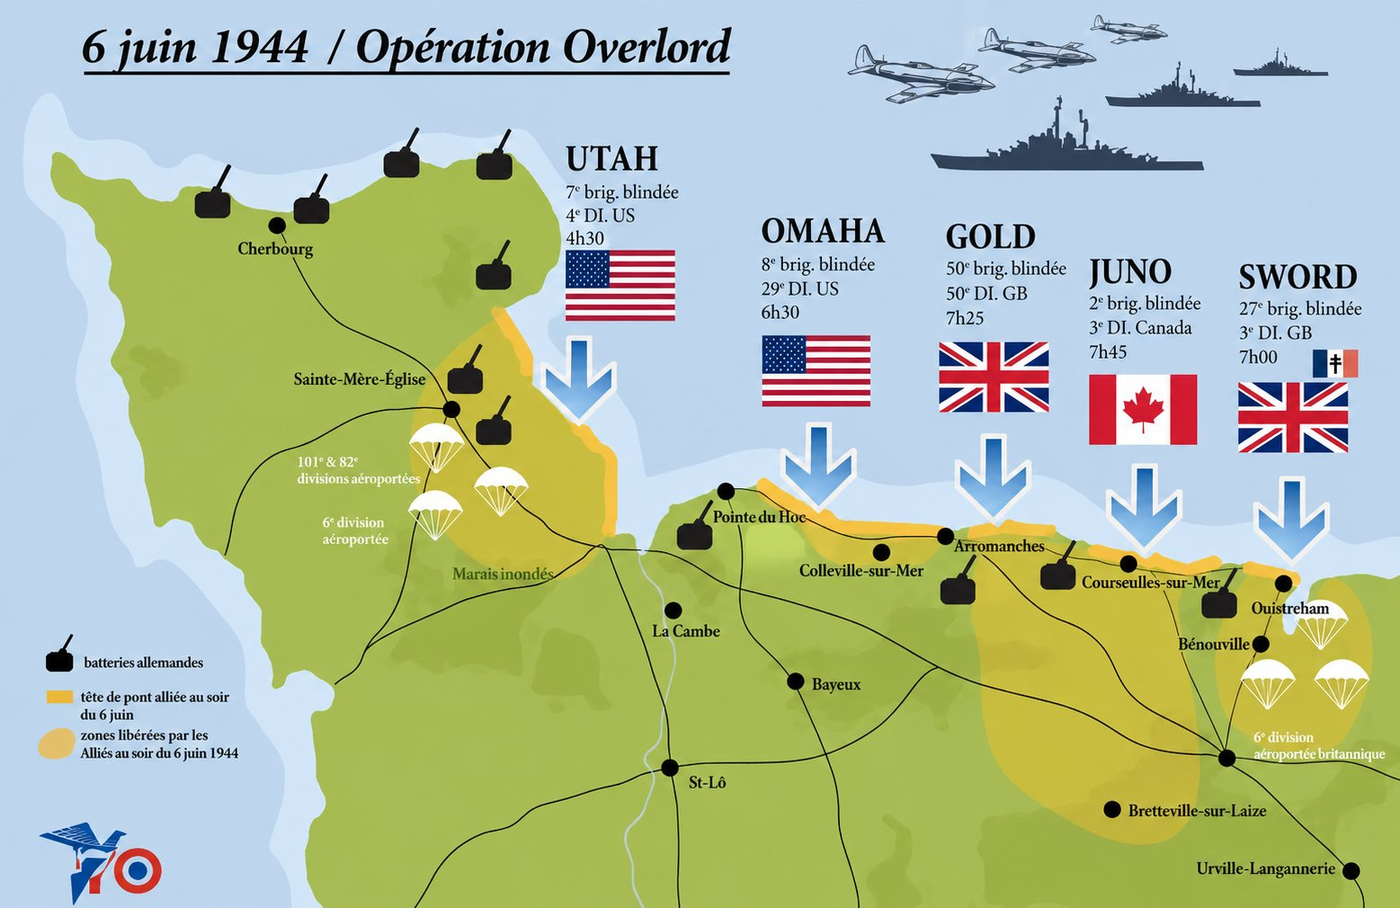 6 juin 1944 / Opération Overlord
UTAH
7e brig. blindée
4e DI. US
4h30
OMAHA
8e brig. blindée
29e DI. US
6h30
GOLD
50e brig. blindée
50e DI. GB
7h25
JUNO
2e brig. blindée
3e DI. Canada
7h45
SWORD
27e brig. blindée
3e DI. GB
7h00
Cherbourg
Sainte-Mère-Église
101e & 82e
divisions aéroportées
6e division
aéroportée
Marais inondés
Pointe du Hoc
Colleville-sur-Mer
Arromanches
Courseulles-sur-Mer
Ouistreham
Bénouville
La Cambe
Bayeux
6e division
aéroportée britannique
St-Lô
Bretteville-sur-Laize
Urville-Langannerie
batteries allemandes
tête de pont alliée au soir
du 6 juin
zones libérées par les
Alliés au soir du 6 juin 1944
70